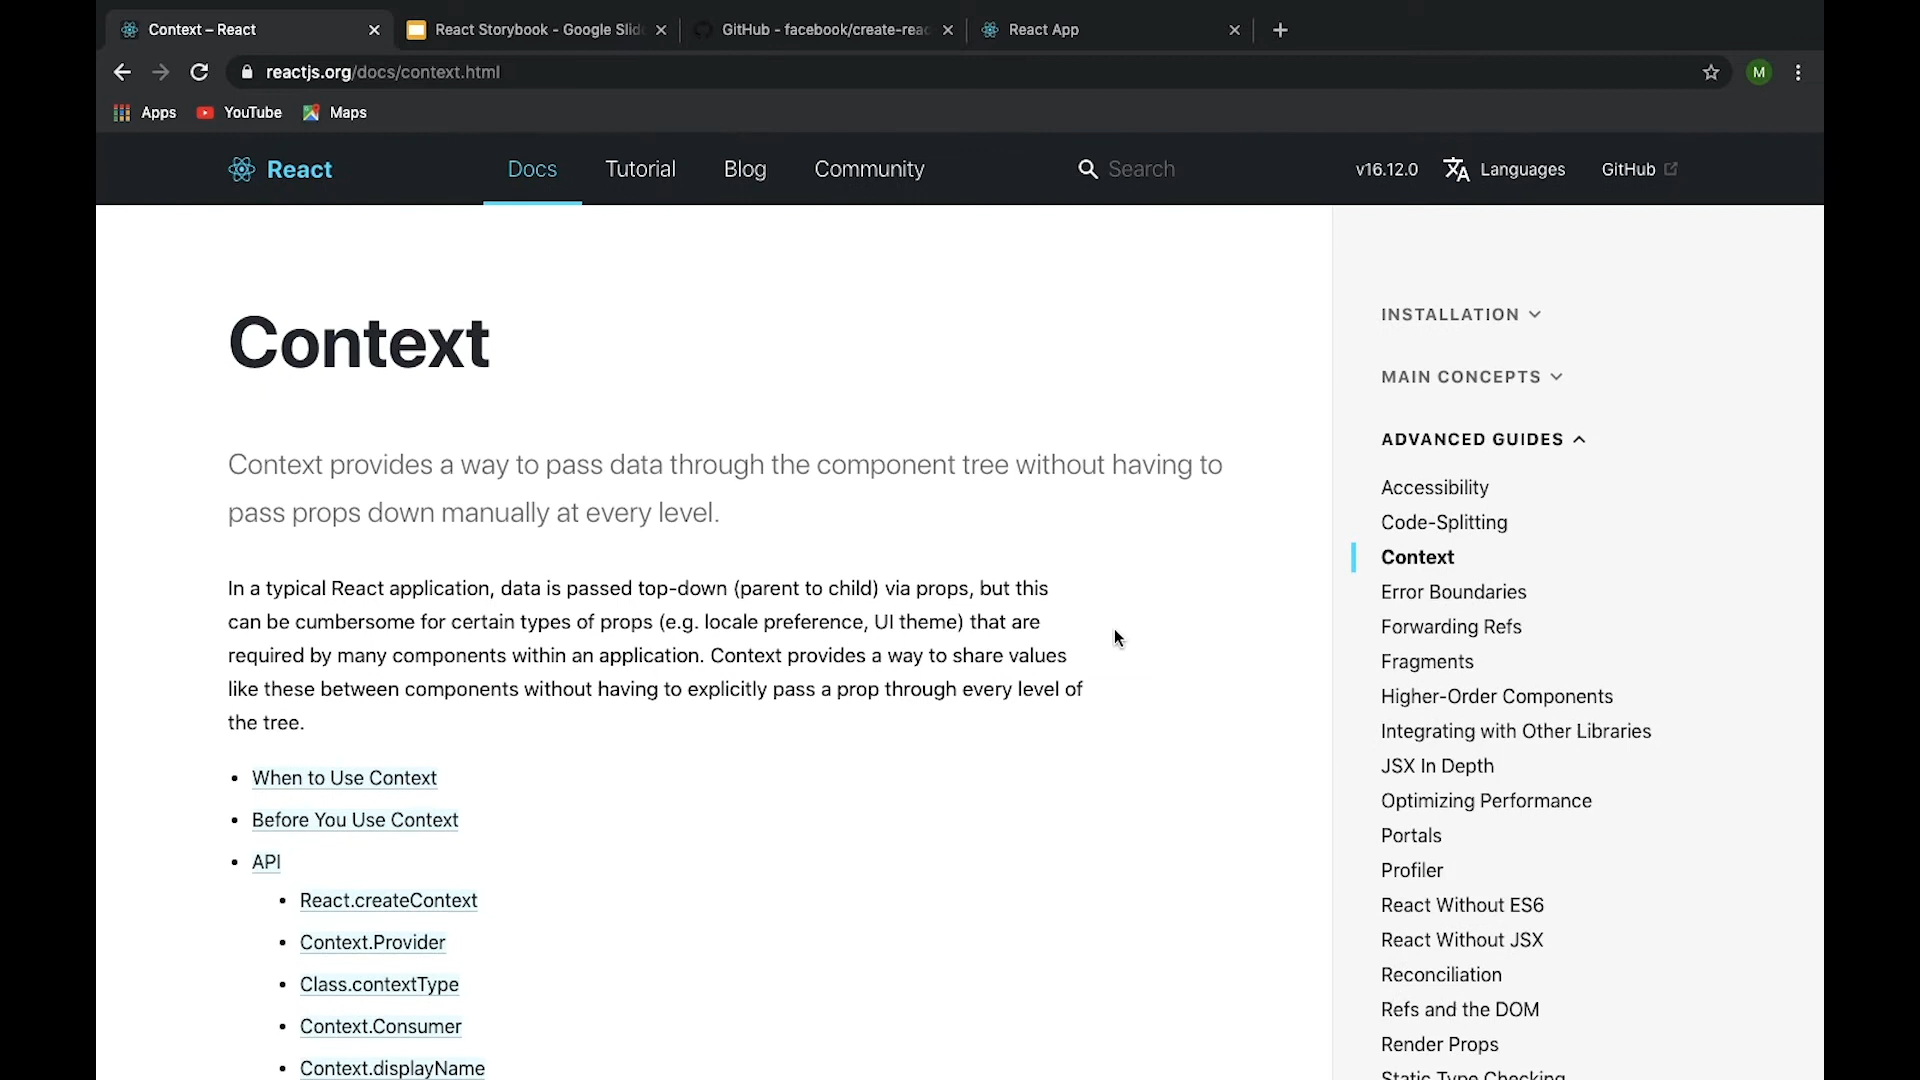 Context – React
React Storybook - Google Slid
GitHub - facebook/create-reac
React App
reactjs.org/docs/context.html
M
Apps
YouTube
Maps
React
Docs
Tutorial
Blog
Community
Search
v16.12.0
Languages
GitHub
Context
Context provides a way to pass data through the component tree without having to
pass props down manually at every level.
In a typical React application, data is passed top-down (parent to child) via props, but this
can be cumbersome for certain types of props (e.g. locale preference, UI theme) that are
required by many components within an application. Context provides a way to share values
like these between components without having to explicitly pass a prop through every level of
the tree.
• When to Use Context
• Before You Use Context
• API
• React.createContext
• Context.Provider
• Class.contextType
• Context.Consumer
• Context.displayName
INSTALLATION
MAIN CONCEPTS
ADVANCED GUIDES
Accessibility
Code-Splitting
Context
Error Boundaries
Forwarding Refs
Fragments
Higher-Order Components
Integrating with Other Libraries
JSX In Depth
Optimizing Performance
Portals
Profiler
React Without ES6
React Without JSX
Reconciliation
Refs and the DOM
Render Props
Static Type Checking